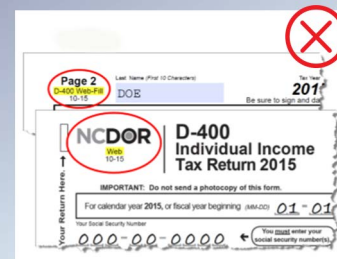 Page 2
D-400 Web-Fill
10-15
Last Name (First 10 Characters)
DOE
Tax Year
201
Be sure to sign and da
NCDOR
Web
10-15
D-400
Individual Income
Tax Return 2015
IMPORTANT: Do not send a photocopy of this form.
For calendar year 2015, or fiscal year beginning (MM-DD) 01-01
Your Social Security Number
000-00-0000
You must enter your
social security number(s)
Your Return Here.